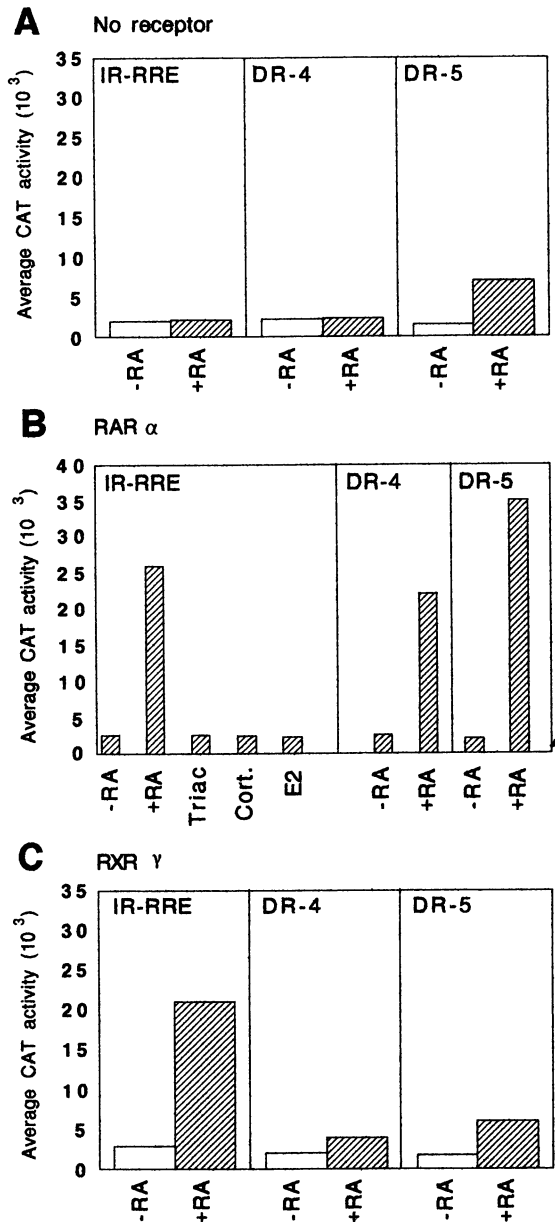 A
No receptor
Average CAT activity (10 3)
35
30
25
20
15
10
5
0
IR-RRE
DR-4
DR-5
-RA
+RA
-RA
+RA
-RA
+RA
B
RAR α
Average CAT activity (10 3)
40
35
30
25
20
15
10
5
0
IR-RRE
DR-4
DR-5
-RA
+RA
Triac
Cort.
E2
-RA
+RA
-RA
+RA
C
RXR γ
Average CAT activity (10 3)
35
30
25
20
15
10
5
0
IR-RRE
DR-4
DR-5
-RA
+RA
-RA
+RA
-RA
+RA